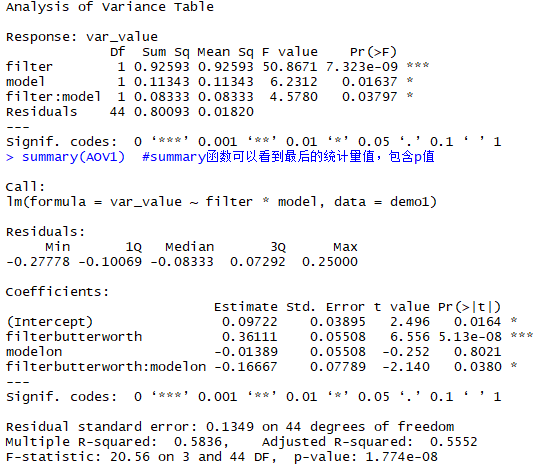 Analysis of Variance Table
Response: var_value
Df Sum Sq Mean Sq F value Pr(>F)
filter 1 0.92593 0.92593 50.8671 7.323e-09 ***
model 1 0.11343 0.11343 6.2312 0.01637 *
filter:model 1 0.08333 0.08333 4.5780 0.03797 *
Residuals 44 0.80093 0.01820
---
Signif. codes: 0 ‘***’ 0.001 ‘**’ 0.01 ‘*’ 0.05 ‘.’ 0.1 ‘ ’ 1
> summary(AOV1) #summary函数可以看到最后的统计量值，包含p值
Call:
lm(formula = var_value ~ filter * model, data = demo1)
Residuals:
Min 1Q Median 3Q Max
-0.27778 -0.10069 -0.08333 0.07292 0.25000
Coefficients:
Estimate Std. Error t value Pr(>|t|)
(Intercept) 0.09722 0.03895 2.496 0.0164 *
filterbutterworth 0.36111 0.05508 6.556 5.13e-08 ***
modelon -0.01389 0.05508 -0.252 0.8021
filterbutterworth:modelon -0.16667 0.07789 -2.140 0.0380 *
---
Signif. codes: 0 ‘***’ 0.001 ‘**’ 0.01 ‘*’ 0.05 ‘.’ 0.1 ‘ ’ 1
Residual standard error: 0.1349 on 44 degrees of freedom
Multiple R-squared: 0.5836, Adjusted R-squared: 0.5552
F-statistic: 20.56 on 3 and 44 DF, p-value: 1.774e-08